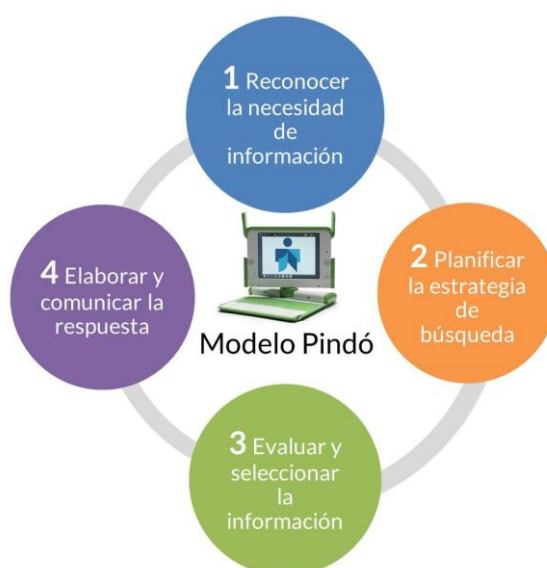 1 Reconocer
la necesidad
de
información
2 Planificar
la estrategia
de
búsqueda
3 Evaluar y
seleccionar
la
información
4 Elaborar y
comunicar la
respuesta
Modelo Pindó